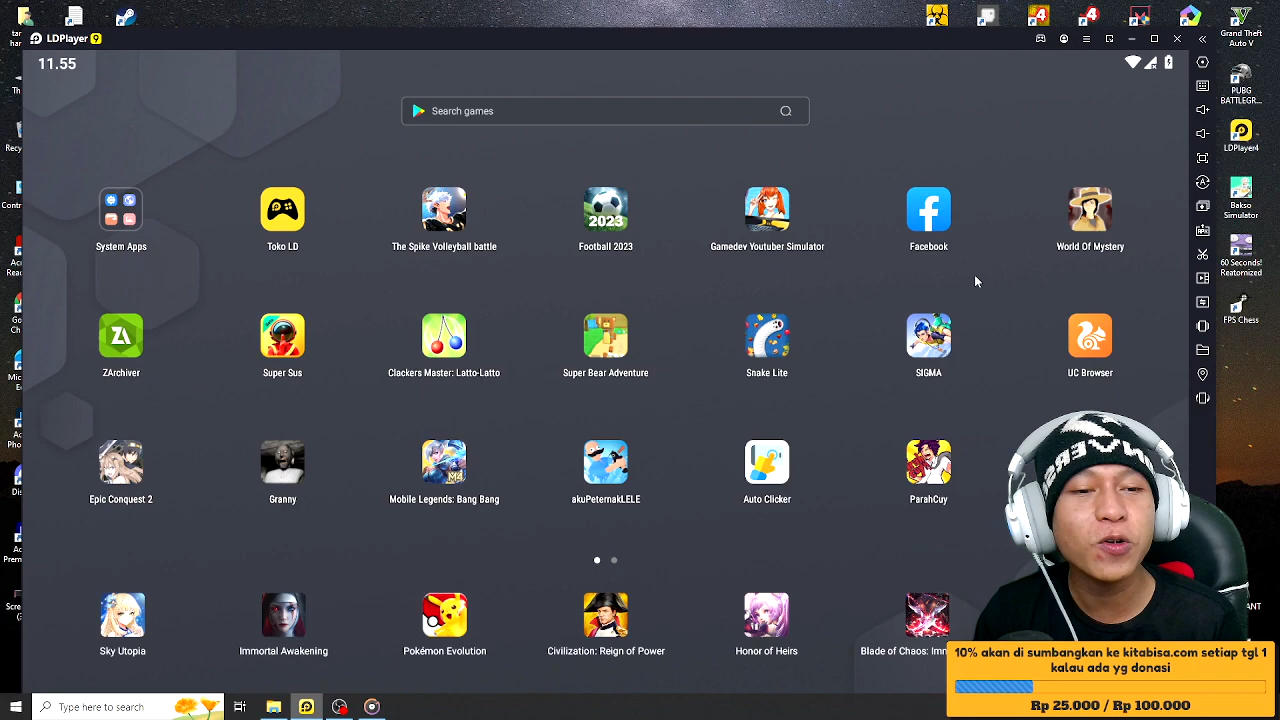 Grand Theft
Auto V
LDPlayer 9
11.55
Search games
PUBG
BATTLEGR...
LDPlayer4
Bakso
Simulator
60 Seconds!
Reatomized
FPS Chess
System Apps
Toko LD
The Spike Volleyball battle
2023
Football 2023
Gamedev Youtuber Simulator
Facebook
World Of Mystery
ZA
ZArchiver
Super Sus
Clackers Master: Latto-Latto
Super Bear Adventure
Snake Lite
SIGMA
UC Browser
Epic Conquest 2
Granny
M4
Mobile Legends: Bang Bang
akuPeternakLELE
Auto Clicker
ParahCuy
Sky Utopia
Immortal Awakening
Pokémon Evolution
Civilization: Reign of Power
Honor of Heirs
Blade of Chaos: Imm
10% akan di sumbangkan ke kitabisa.com setiap tgl 1
kalau ada yg donasi
Rp 25.000 / Rp 100.000
Type here to search